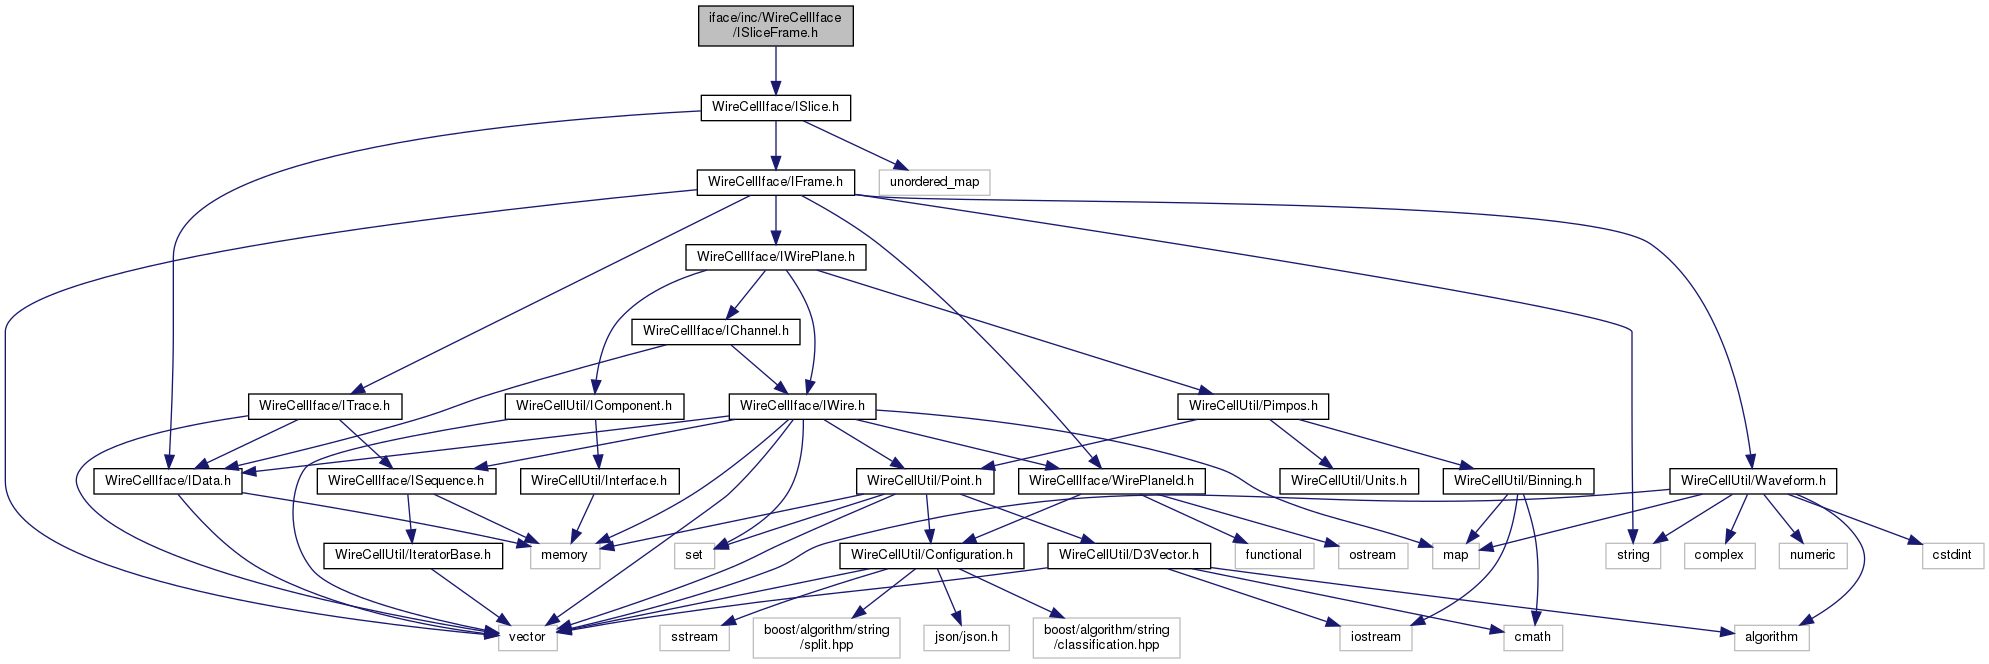 iface/inc/WireCellIface
/ISliceFrame.h
WireCellIface/ISlice.h
WireCellIface/IFrame.h
unordered_map
WireCellIface/IWirePlane.h
WireCellIface/IChannel.h
WireCellIface/ITrace.h
WireCellUtil/IComponent.h
WireCellIface/IWire.h
WireCellUtil/Pimpos.h
WireCellIface/IData.h
WireCellIface/ISequence.h
WireCellUtil/Interface.h
WireCellUtil/Point.h
WireCellIface/WirePlaneId.h
WireCellUtil/Units.h
WireCellUtil/Binning.h
WireCellUtil/Waveform.h
WireCellUtil/IteratorBase.h
memory
set
WireCellUtil/Configuration.h
WireCellUtil/D3Vector.h
functional
ostream
map
string
complex
numeric
cstdint
vector
sstream
boost/algorithm/string
/split.hpp
json/json.h
boost/algorithm/string
/classification.hpp
iostream
cmath
algorithm